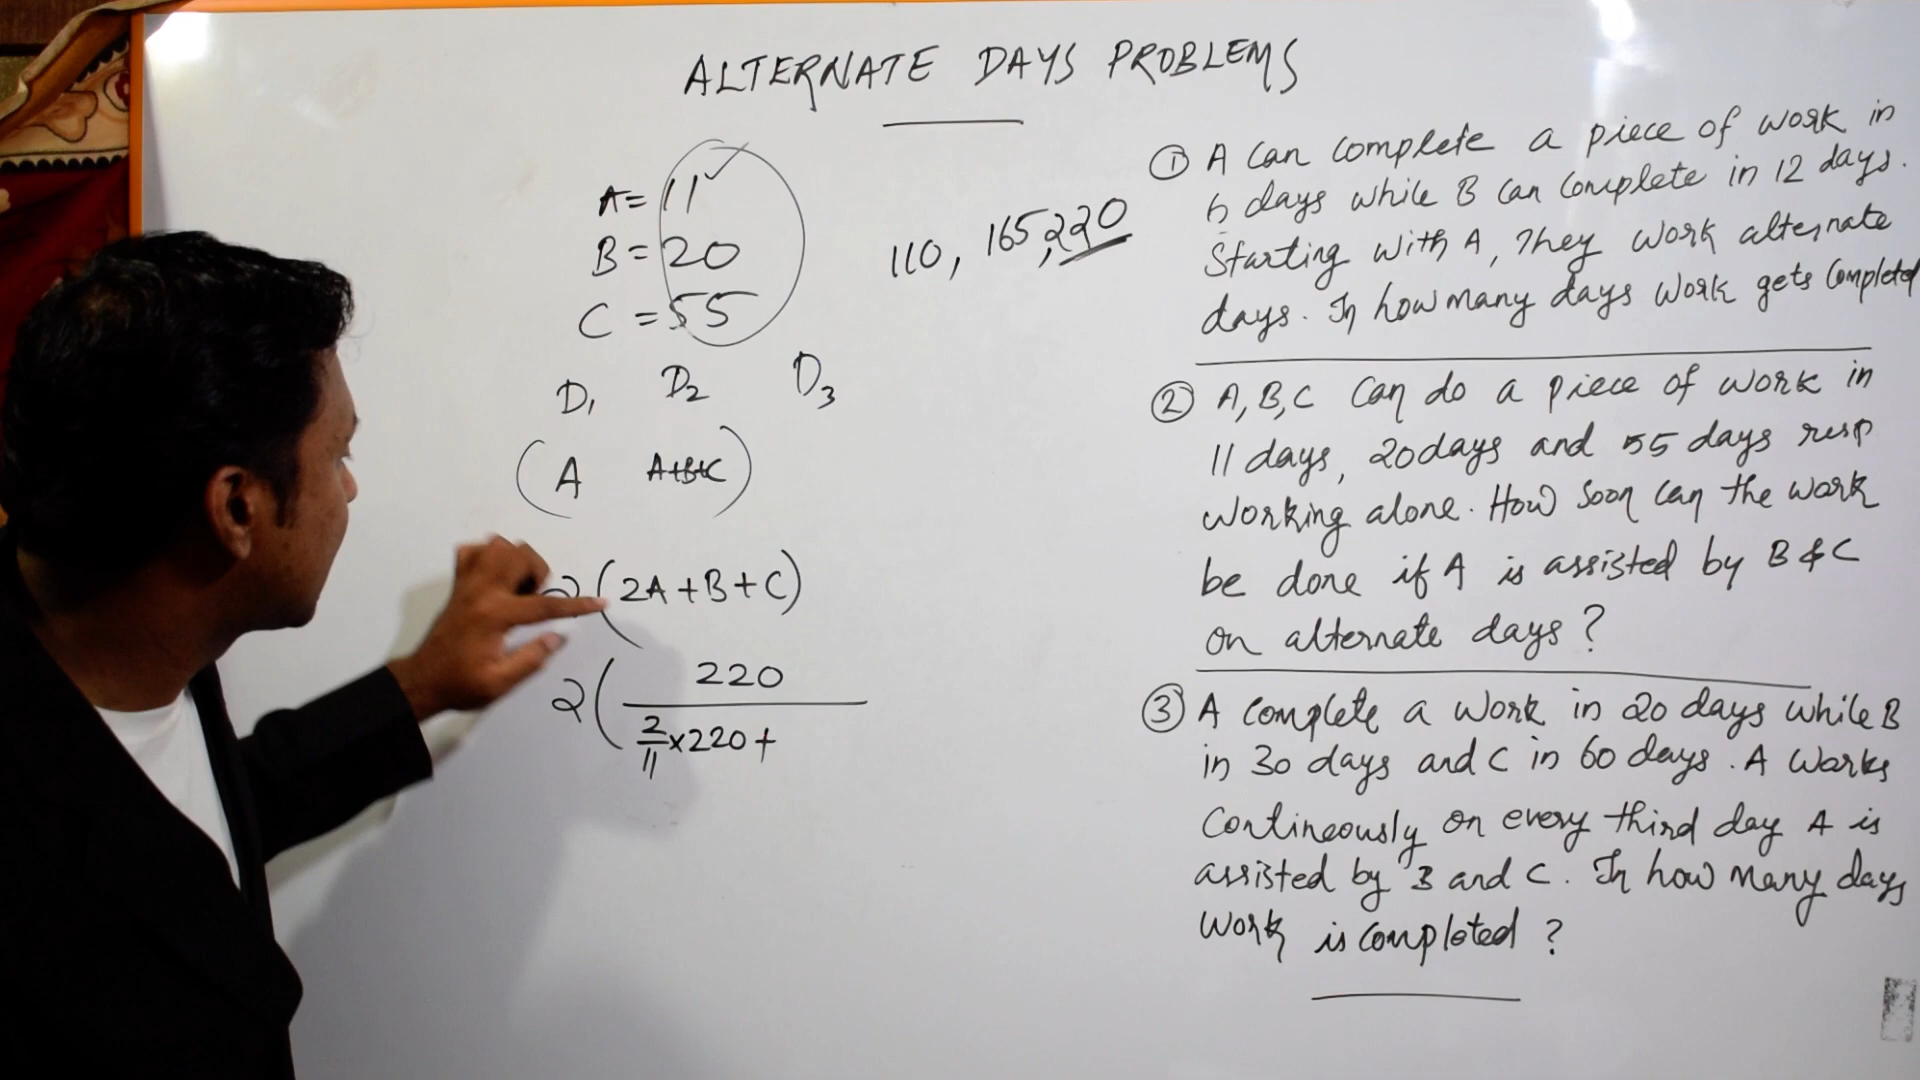 ALTERNATE DAYS PROBLEMS
A = 11 ✓
B = 20
C = 55
110, 165, 220
D1 D2 D3
(A A+B+C)
2(2A+B+C)
2( 220
2/11 x 220 +
① A can complete a piece of work in
6 days while B can complete in 12 days.
Starting with A, They work alternate
days. In how many days work gets completed
② A, B, C can do a piece of work in
11 days, 20 days and 55 days resp
working alone. How soon can the work
be done if A is assisted by B & C
on alternate days?
③ A complete a work in 20 days while B
in 30 days and C in 60 days. A works
Contineously on every third day A is
assisted by B and C. In how many days
work is completed?